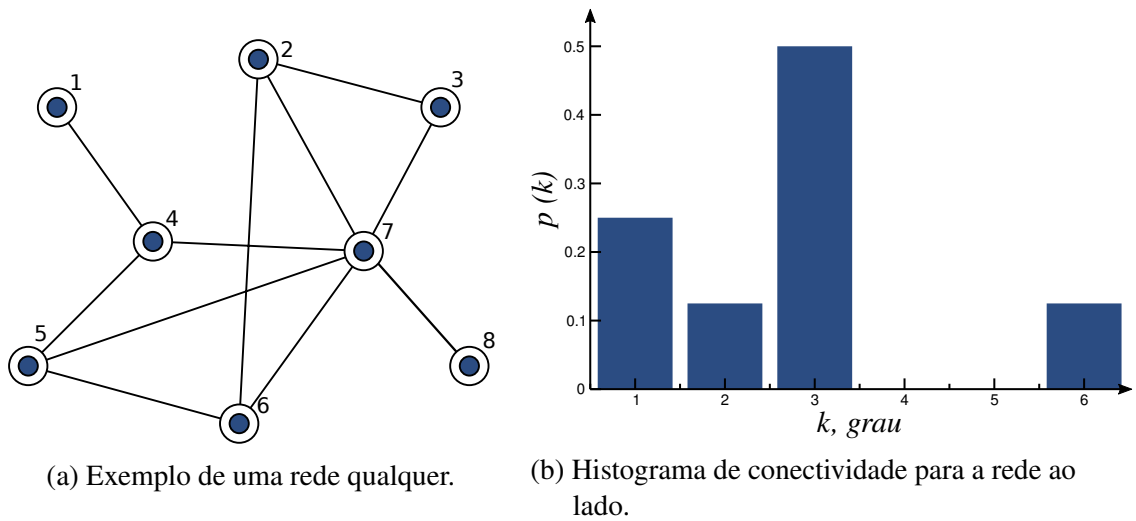 1
2
3
4
7
5
8
6
(a) Exemplo de uma rede qualquer.
0.5
0.4
0.3
0.2
0.1
0
p (k)
1 2 3 4 5 6
k, grau
(b) Histograma de conectividade para a rede ao
lado.